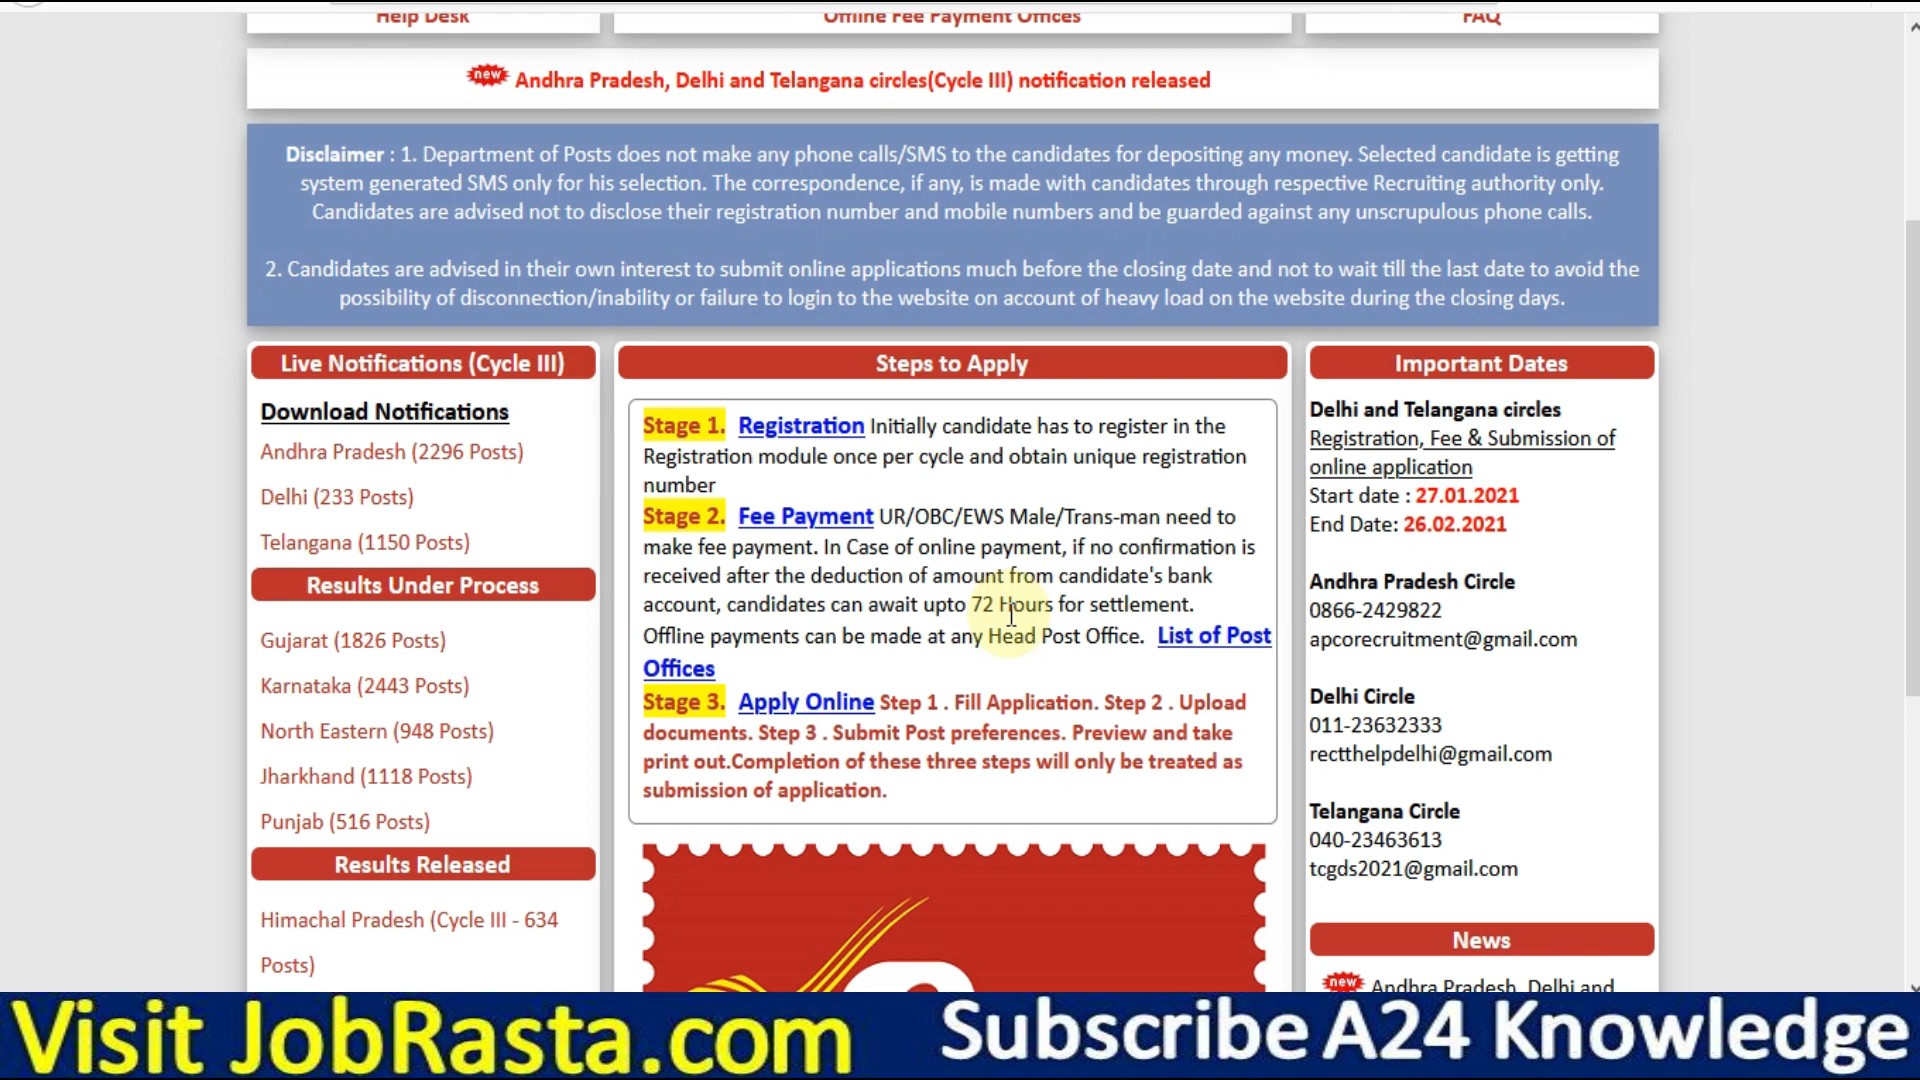 Help Desk
Offline Fee Payment Offices
FAQ
new Andhra Pradesh, Delhi and Telangana circles(Cycle III) notification released
Disclaimer : 1. Department of Posts does not make any phone calls/SMS to the candidates for depositing any money. Selected candidate is getting
system generated SMS only for his selection. The correspondence, if any, is made with candidates through respective Recruiting authority only.
Candidates are advised not to disclose their registration number and mobile numbers and be guarded against any unscrupulous phone calls.
2. Candidates are advised in their own interest to submit online applications much before the closing date and not to wait till the last date to avoid the
possibility of disconnection/inability or failure to login to the website on account of heavy load on the website during the closing days.
Live Notifications (Cycle III)
Download Notifications
Andhra Pradesh (2296 Posts)
Delhi (233 Posts)
Telangana (1150 Posts)
Results Under Process
Gujarat (1826 Posts)
Karnataka (2443 Posts)
North Eastern (948 Posts)
Jharkhand (1118 Posts)
Punjab (516 Posts)
Results Released
Himachal Pradesh (Cycle III - 634
Posts)
Steps to Apply
Stage 1. Registration Initially candidate has to register in the
Registration module once per cycle and obtain unique registration
number
Stage 2. Fee Payment UR/OBC/EWS Male/Trans-man need to
make fee payment. In Case of online payment, if no confirmation is
received after the deduction of amount from candidate's bank
account, candidates can await upto 72 Hours for settlement.
Offline payments can be made at any Head Post Office. List of Post
Offices
Stage 3. Apply Online Step 1 . Fill Application. Step 2 . Upload
documents. Step 3 . Submit Post preferences. Preview and take
print out.Completion of these three steps will only be treated as
submission of application.
Important Dates
Delhi and Telangana circles
Registration, Fee & Submission of
online application
Start date : 27.01.2021
End Date: 26.02.2021
Andhra Pradesh Circle
0866-2429822
apcorecruitment@gmail.com
Delhi Circle
011-23632333
rectthelpdelhi@gmail.com
Telangana Circle
040-23463613
tcgds2021@gmail.com
News
new Andhra Pradesh, Delhi and
Visit JobRasta.com
Subscribe A24 Knowledge